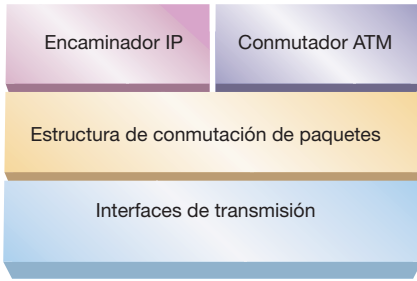 Encaminador IP
Conmutador ATM
Estructura de conmutación de paquetes
Interfaces de transmisión